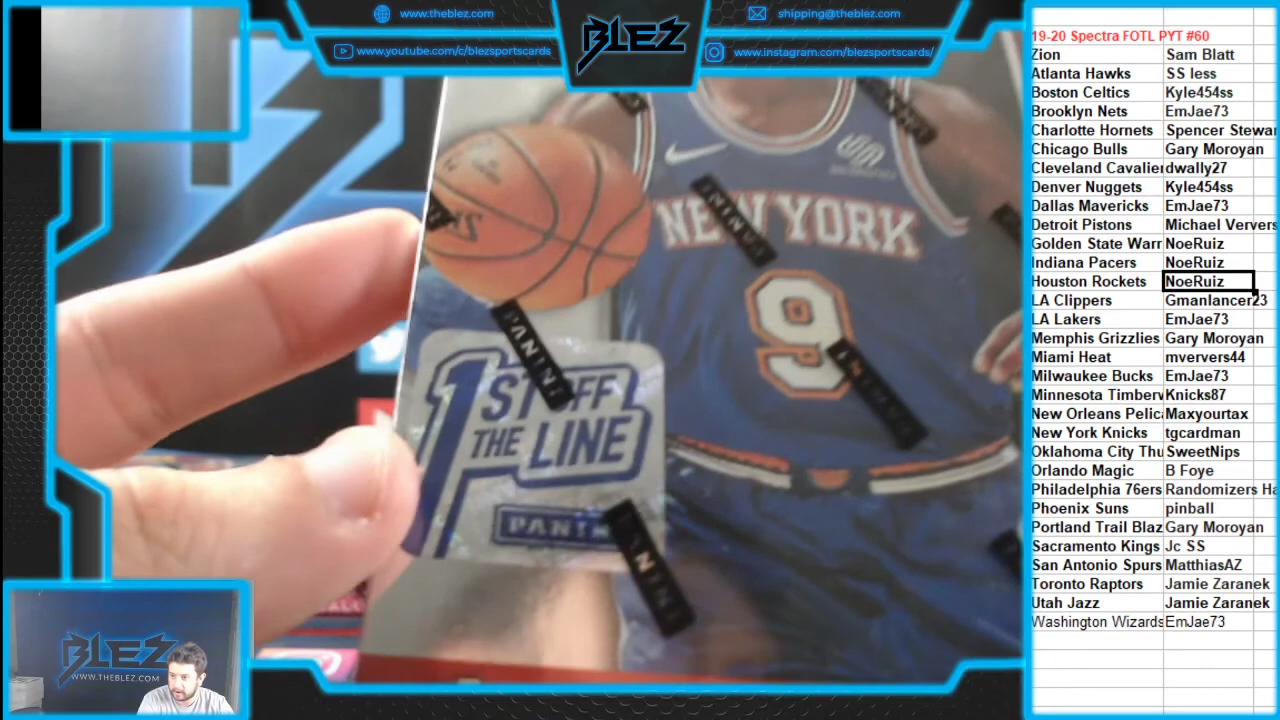 www.theblez.com
www.youtube.com/c/blezsportscards
BLEZ
shipping@theblez.com
www.instagram.com/blezsportscards/
NEW YORK
9
1ST OFF
THE LINE
PANINI
PANINI
PANINI
PANINI
PANINI
BLEZ
WWW.THEBLEZ.COM
19-20 Spectra FOTL PYT #60
Zion Sam Blatt
Atlanta Hawks SS less
Boston Celtics Kyle454ss
Brooklyn Nets EmJae73
Charlotte Hornets Spencer Stewar
Chicago Bulls Gary Moroyan
Cleveland Cavalier dwally27
Denver Nuggets Kyle454ss
Dallas Mavericks EmJae73
Detroit Pistons Michael Ververs
Golden State Warr NoeRuiz
Indiana Pacers NoeRuiz
Houston Rockets NoeRuiz
LA Clippers Gmanlancer23
LA Lakers EmJae73
Memphis Grizzlies Gary Moroyan
Miami Heat mververs44
Milwaukee Bucks EmJae73
Minnesota Timberv Knicks87
New Orleans Pelica Maxyourtax
New York Knicks tgcardman
Oklahoma City Thu SweetNips
Orlando Magic B Foye
Philadelphia 76ers Randomizers Ha
Phoenix Suns pinball
Portland Trail Blaz Gary Moroyan
Sacramento Kings Jc SS
San Antonio Spurs MatthiasAZ
Toronto Raptors Jamie Zaranek
Utah Jazz Jamie Zaranek
Washington Wizards EmJae73